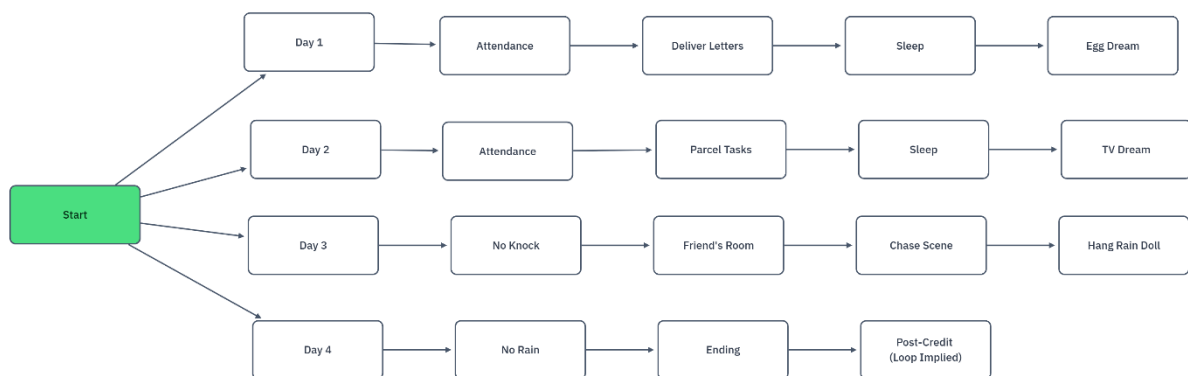 Day 1
Attendance
Deliver Letters
Sleep
Egg Dream
Day 2
Attendance
Parcel Tasks
Sleep
TV Dream
Start
Day 3
No Knock
Friend's Room
Chase Scene
Hang Rain Doll
Day 4
No Rain
Ending
Post-Credit
(Loop Implied)